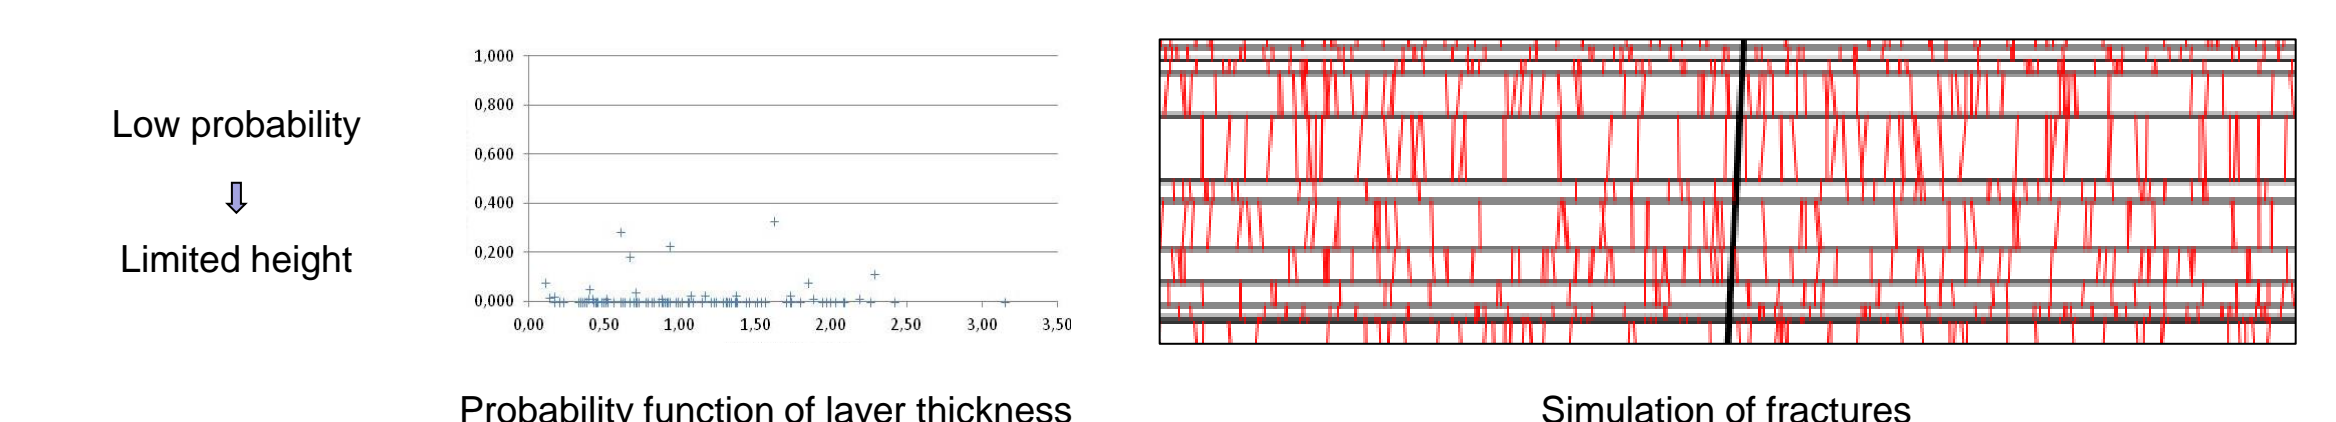 Low probability
Limited height
1,000
0,800
0,600
0,400
0,200
0,000
0,00 0,50 1,00 1,50 2,00 2,50 3,00 3,50
Probability function of layer thickness
Simulation of fractures